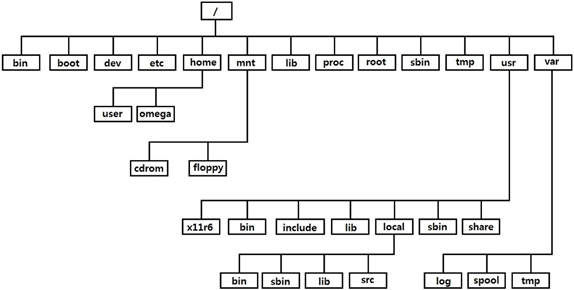 /
bin boot dev etc home mnt lib proc root sbin tmp usr var
user omega
cdrom floppy
x11r6 bin include lib local sbin share
bin sbin lib src log spool tmp